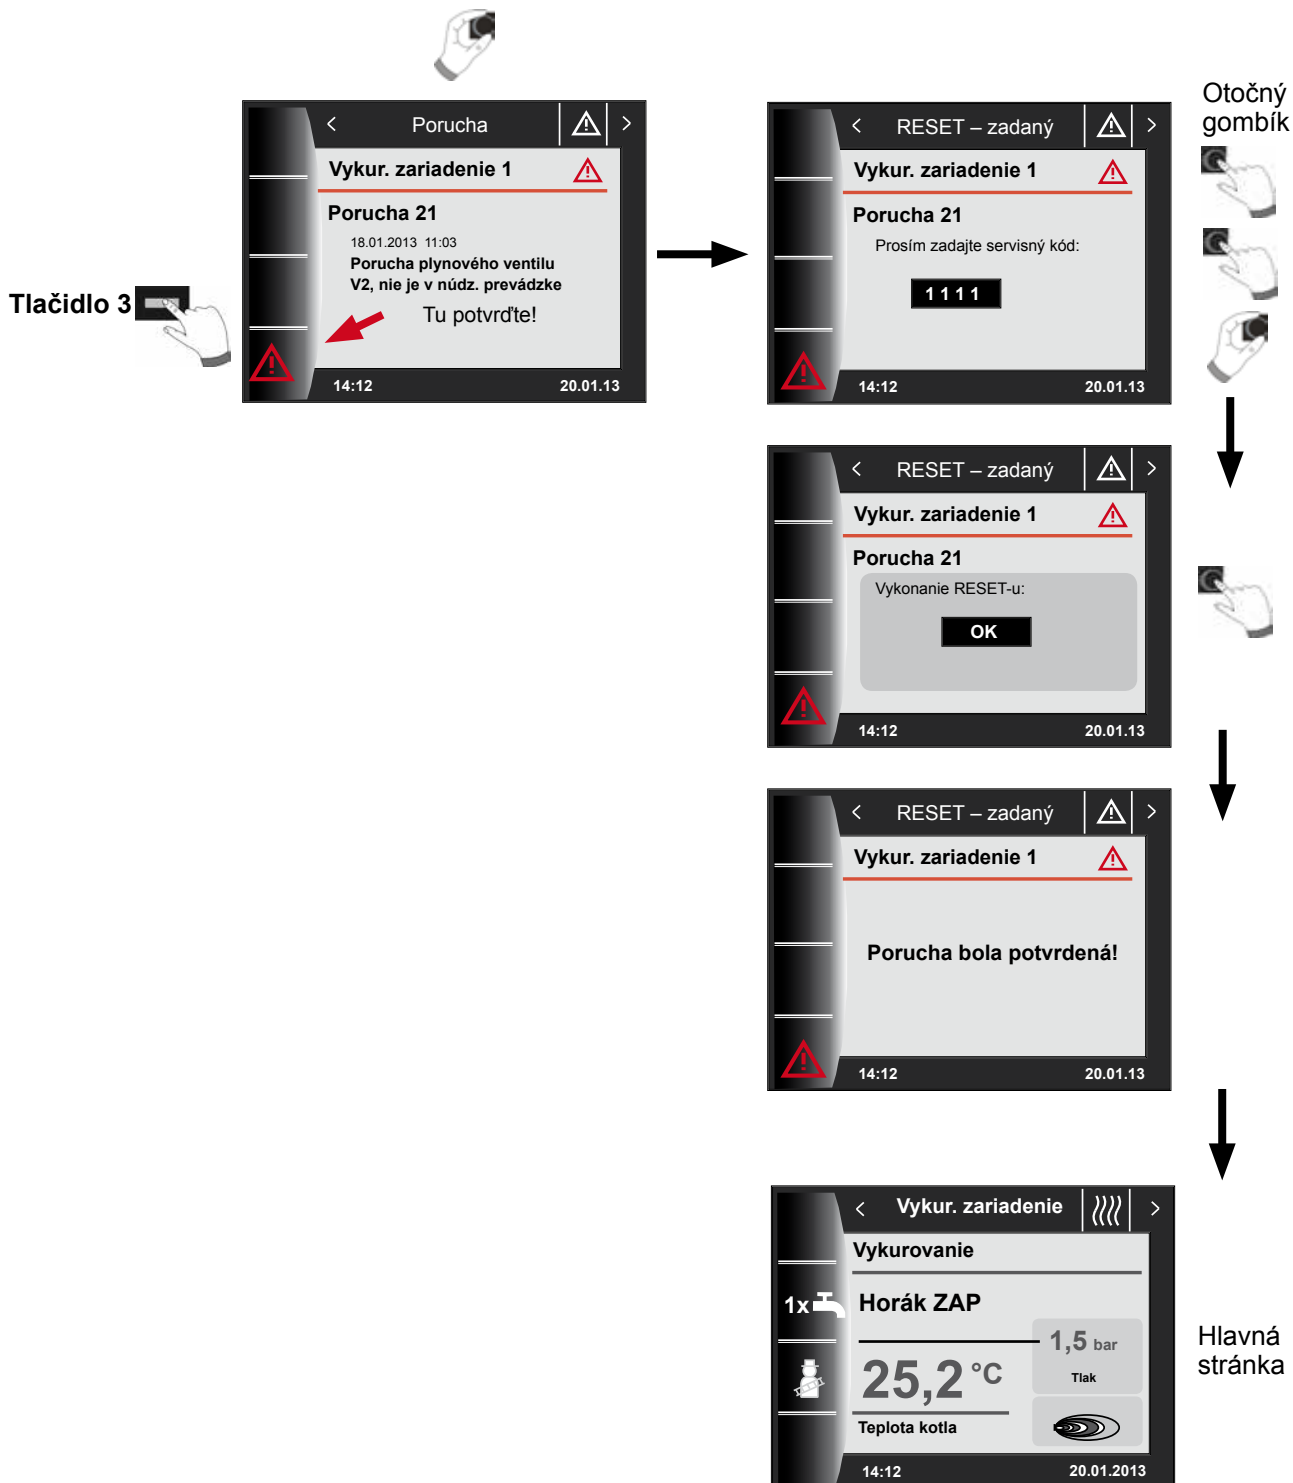 Porucha
Vykur. zariadenie 1
Porucha 21
18.01.2013 11:03
Porucha plynového ventilu
V2, nie je v núdz. prevádzke
Tu potvrďte!
14:12 20.01.13
Tlačidlo 3
RESET – zadaný
Vykur. zariadenie 1
Porucha 21
Prosím zadajte servisný kód:
1 1 1 1
14:12 20.01.13
Otočný
gombík
RESET – zadaný
Vykur. zariadenie 1
Porucha 21
Vykonanie RESET-u:
OK
14:12 20.01.13
RESET – zadaný
Vykur. zariadenie 1
Porucha bola potvrdená!
14:12 20.01.13
Vykur. zariadenie
Vykurovanie
1x
Horák ZAP
1,5 bar
Tlak
25,2 °C
Teplota kotla
14:12 20.01.2013
Hlavná
stránka